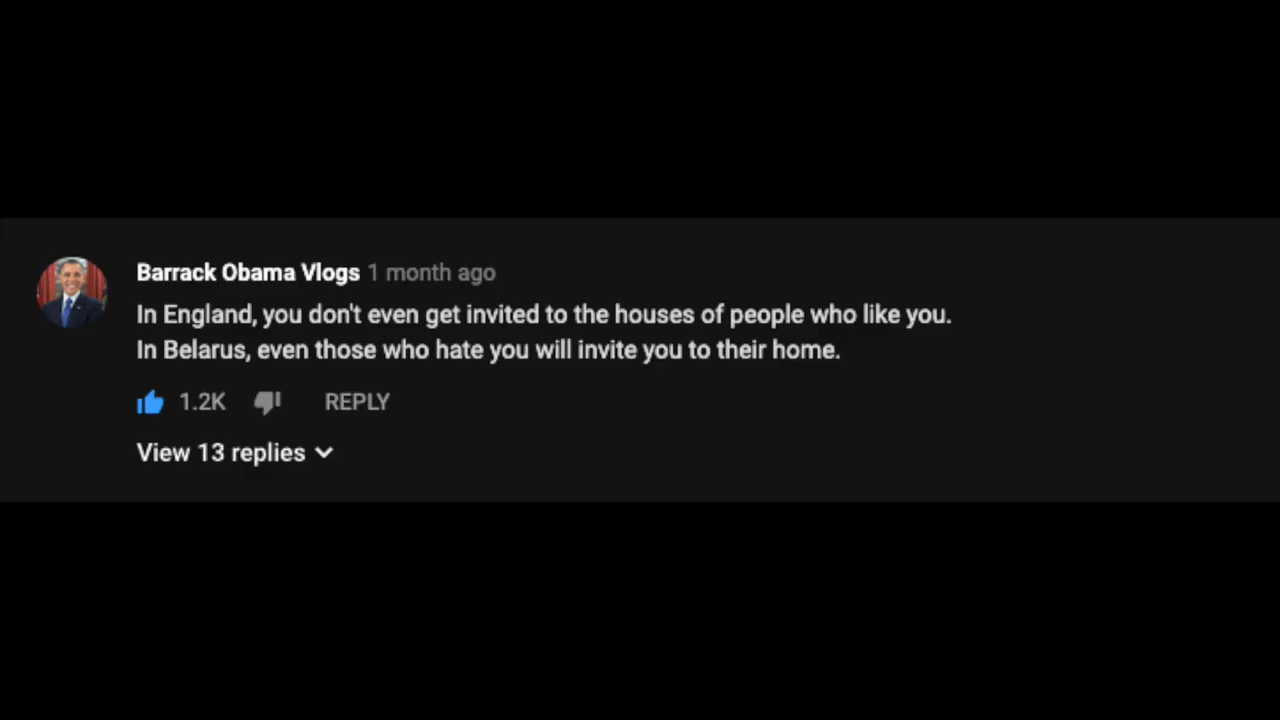 Barrack Obama Vlogs 1 month ago
In England, you don't even get invited to the houses of people who like you.
In Belarus, even those who hate you will invite you to their home.
1.2K REPLY
View 13 replies